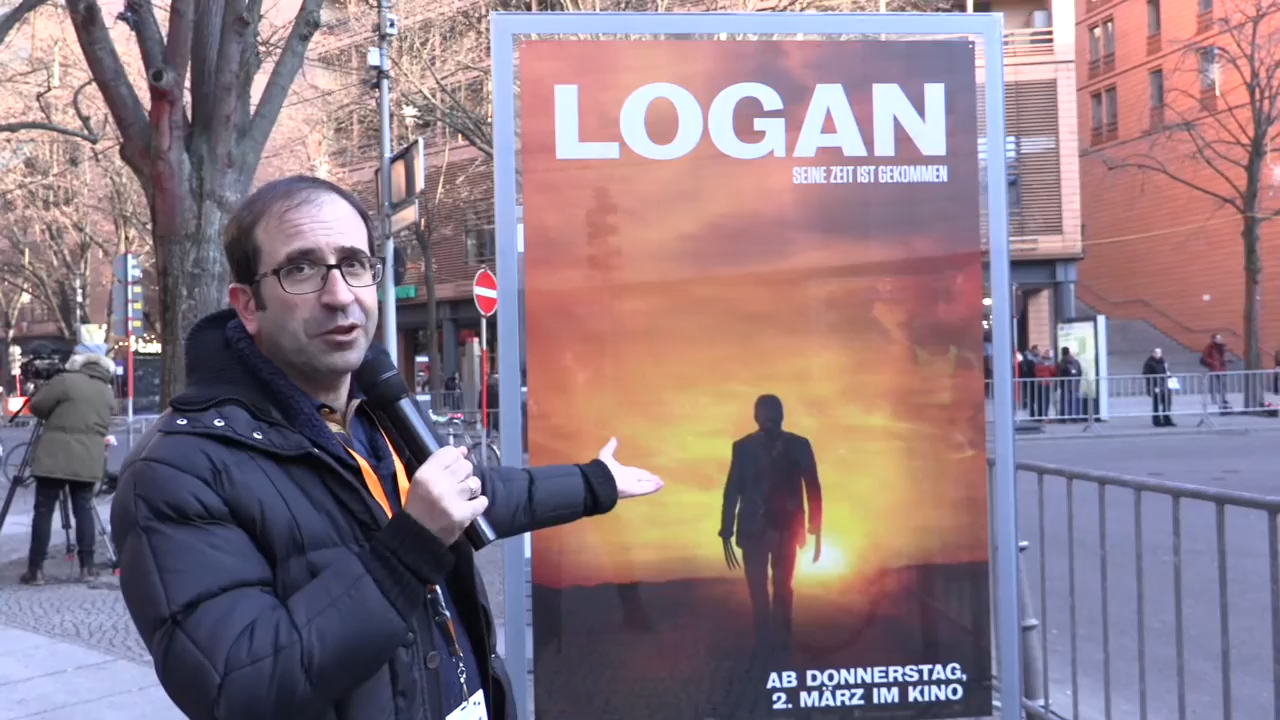 LOGAN
SEINE ZEIT IST GEKOMMEN
AB DONNERSTAG,
2. MÄRZ IM KINO